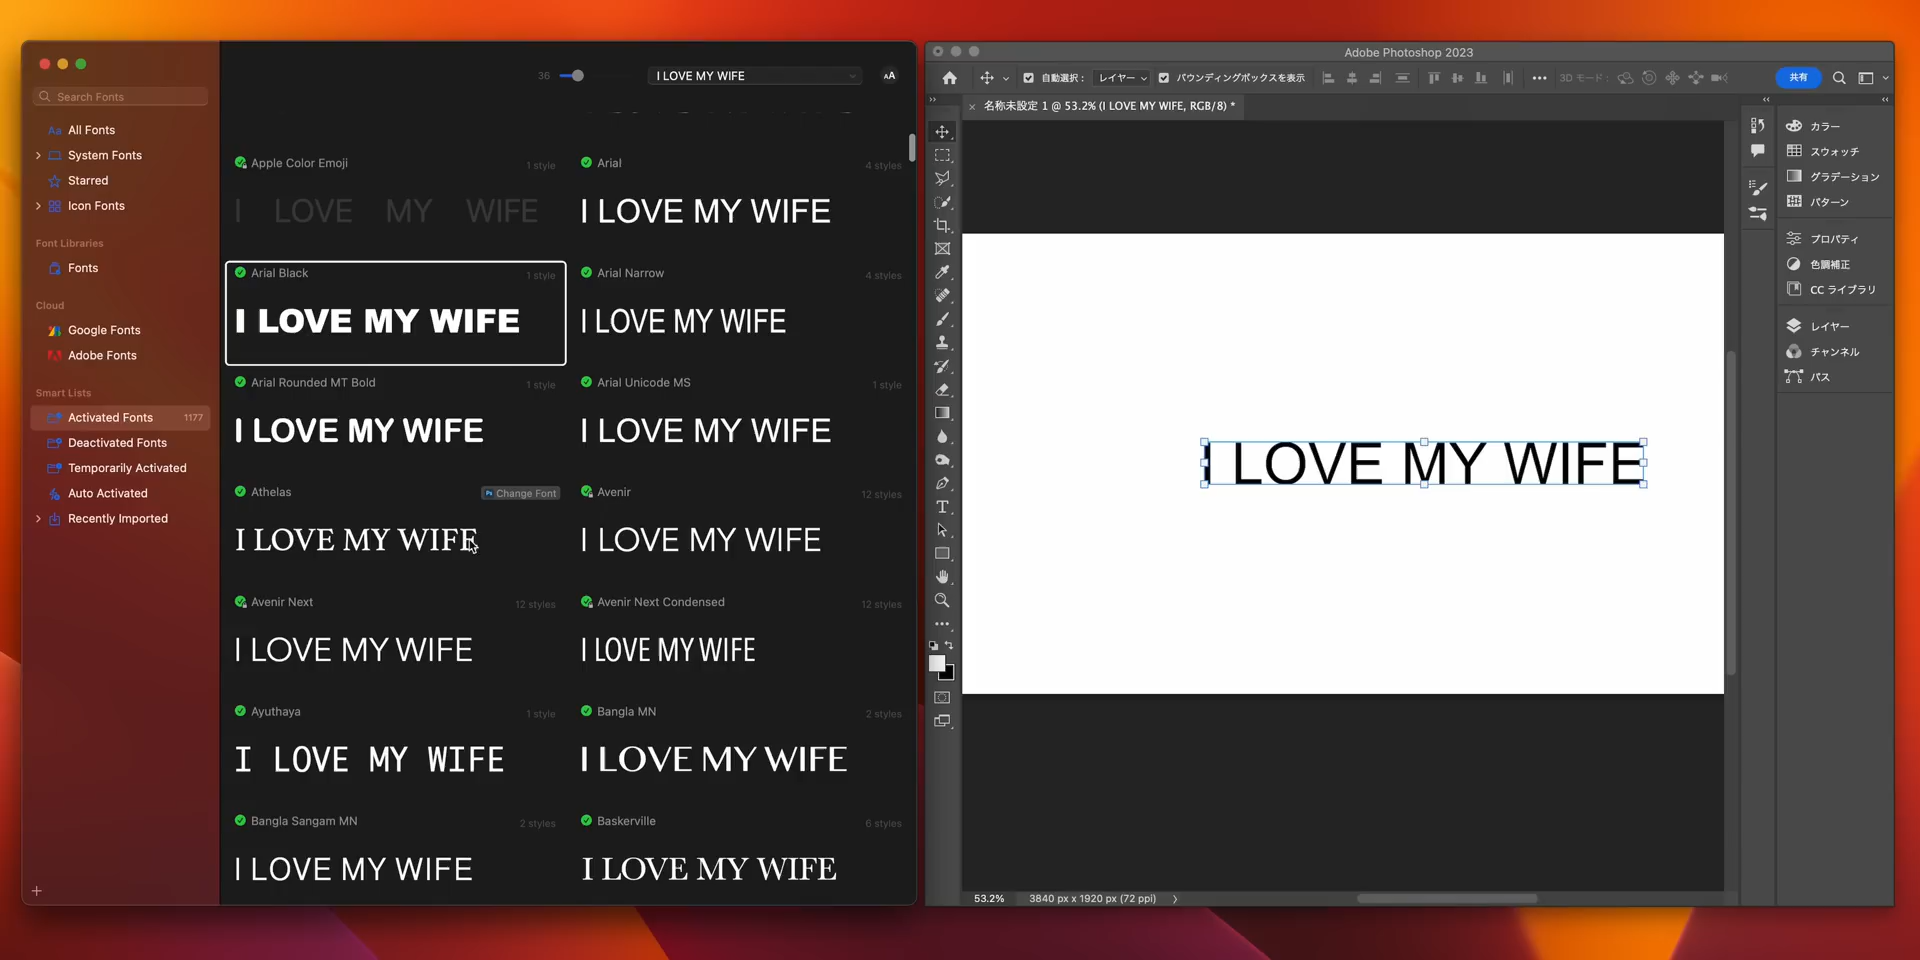 36
I LOVE MY WIFE
AA
Search Fonts
Aa All Fonts
System Fonts
Starred
Icon Fonts
Font Libraries
Fonts
Cloud
Google Fonts
Adobe Fonts
Smart Lists
Activated Fonts 1177
Deactivated Fonts
Temporarily Activated
Auto Activated
Recently Imported
Apple Color Emoji 1 style
I LOVE MY WIFE
Arial 4 styles
I LOVE MY WIFE
Arial Black 1 style
I LOVE MY WIFE
Arial Narrow 4 styles
I LOVE MY WIFE
Arial Rounded MT Bold 1 style
I LOVE MY WIFE
Arial Unicode MS 1 style
I LOVE MY WIFE
Athelas Ps Change Font
I LOVE MY WIFE
Avenir 12 styles
I LOVE MY WIFE
Avenir Next 12 styles
I LOVE MY WIFE
Avenir Next Condensed 12 styles
I LOVE MY WIFE
Ayuthaya 1 style
I LOVE MY WIFE
Bangla MN 2 styles
I LOVE MY WIFE
Bangla Sangam MN 2 styles
I LOVE MY WIFE
Baskerville 6 styles
I LOVE MY WIFE
Adobe Photoshop 2023
自動選択： レイヤー バウンディングボックスを表示 3D モード： 共有
名称未設定 1 @ 53.2% (I LOVE MY WIFE, RGB/8) *
I LOVE MY WIFE
カラー
スウォッチ
グラデーション
パターン
プロパティ
色調補正
CC ライブラリ
レイヤー
チャンネル
パス
53.2% 3840 px x 1920 px (72 ppi)